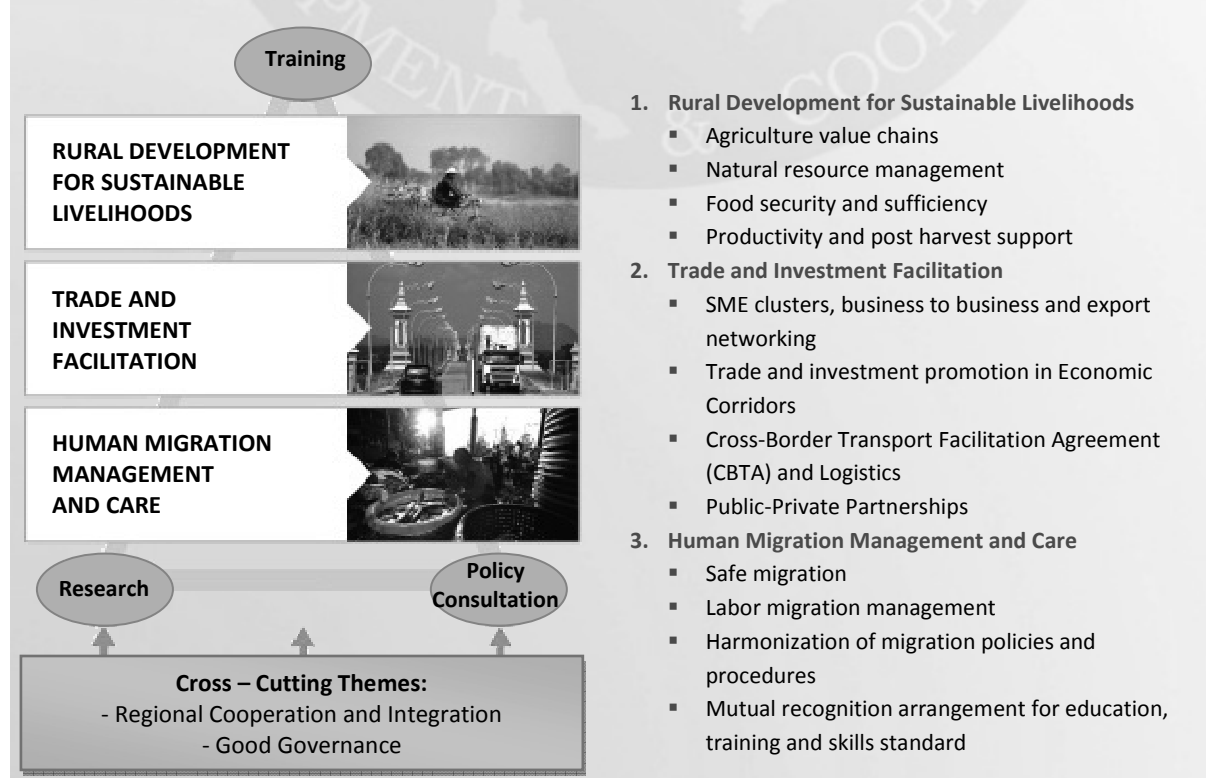 Training
RURAL DEVELOPMENT
FOR SUSTAINABLE
LIVELIHOODS
TRADE AND
INVESTMENT
FACILITATION
HUMAN MIGRATION
MANAGEMENT
AND CARE
Research
Policy
Consultation
Cross – Cutting Themes:
- Regional Cooperation and Integration
- Good Governance
1. Rural Development for Sustainable Livelihoods
▪ Agriculture value chains
▪ Natural resource management
▪ Food security and sufficiency
▪ Productivity and post harvest support
2. Trade and Investment Facilitation
▪ SME clusters, business to business and export
networking
▪ Trade and investment promotion in Economic
Corridors
▪ Cross-Border Transport Facilitation Agreement
(CBTA) and Logistics
▪ Public-Private Partnerships
3. Human Migration Management and Care
▪ Safe migration
▪ Labor migration management
▪ Harmonization of migration policies and
procedures
▪ Mutual recognition arrangement for education,
training and skills standard